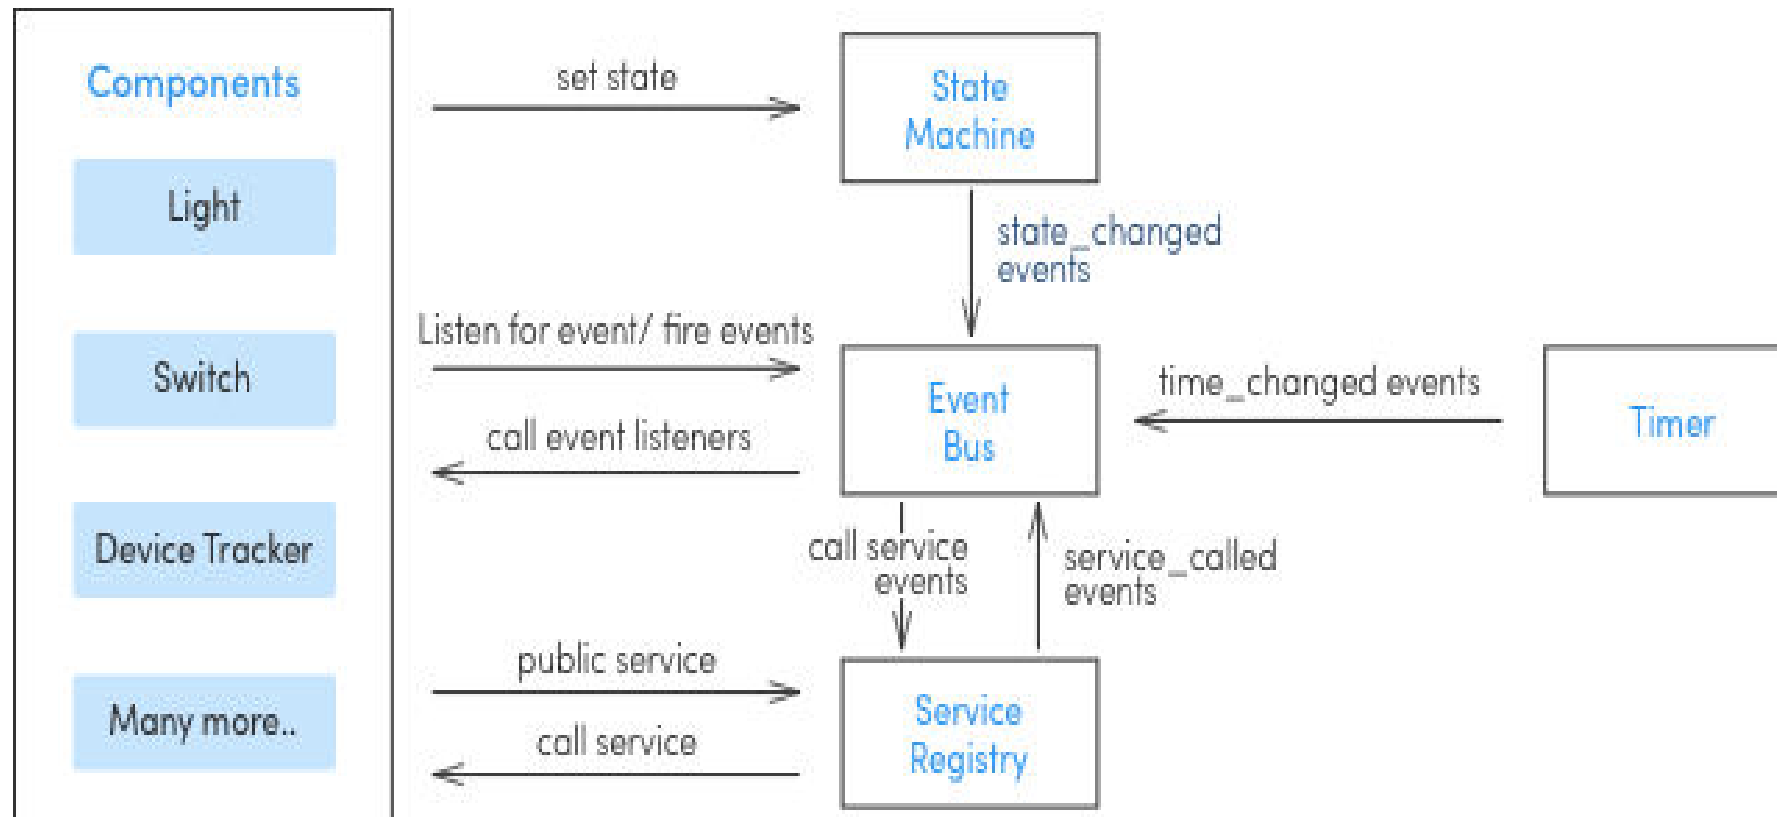 Components
Light
Switch
Device Tracker
Many more..
set state
Listen for event/ fire events
call event listeners
public service
call service
State
Machine
state_changed
events
Event
Bus
call service
events
service_called
events
Service
Registry
time_changed events
Timer